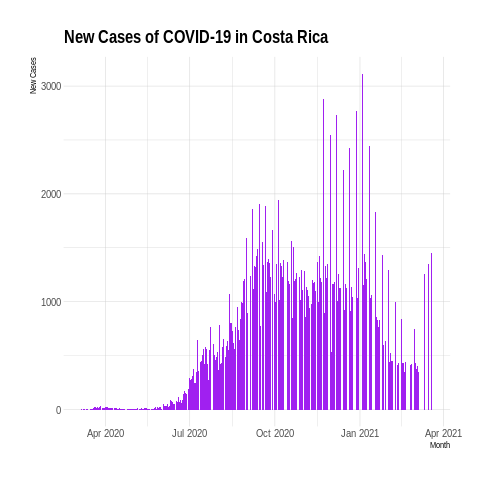 New Cases of COVID-19 in Costa Rica
New Cases
3000
2000
1000
0
Apr 2020 Jul 2020 Oct 2020 Jan 2021 Apr 2021
Month